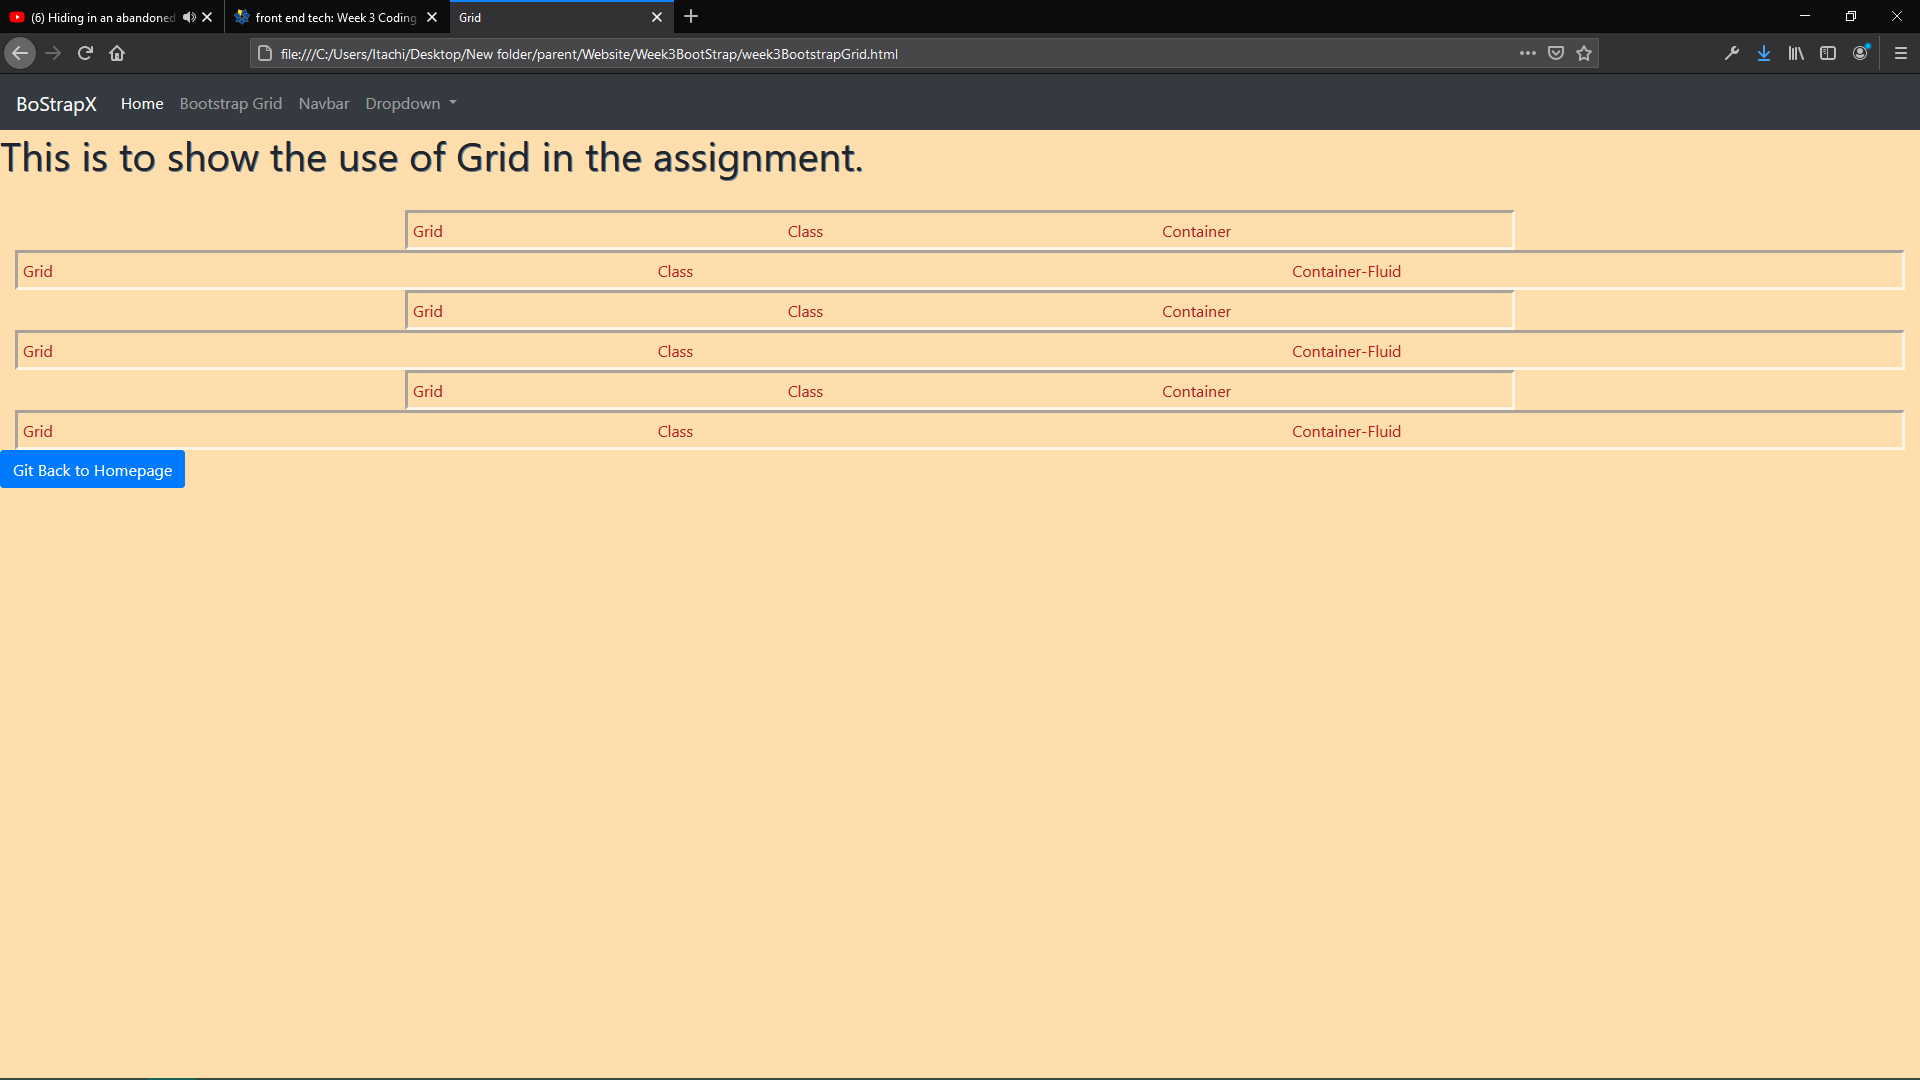 (6) Hiding in an abandoned
front end tech: Week 3 Coding
Grid
file:///C:/Users/Itachi/Desktop/New folder/parent/Website/Week3BootStrap/week3BootstrapGrid.html
BoStrapX Home Bootstrap Grid Navbar Dropdown
This is to show the use of Grid in the assignment.
Grid Class Container
Grid Class Container-Fluid
Grid Class Container
Grid Class Container-Fluid
Grid Class Container
Grid Class Container-Fluid
Git Back to Homepage